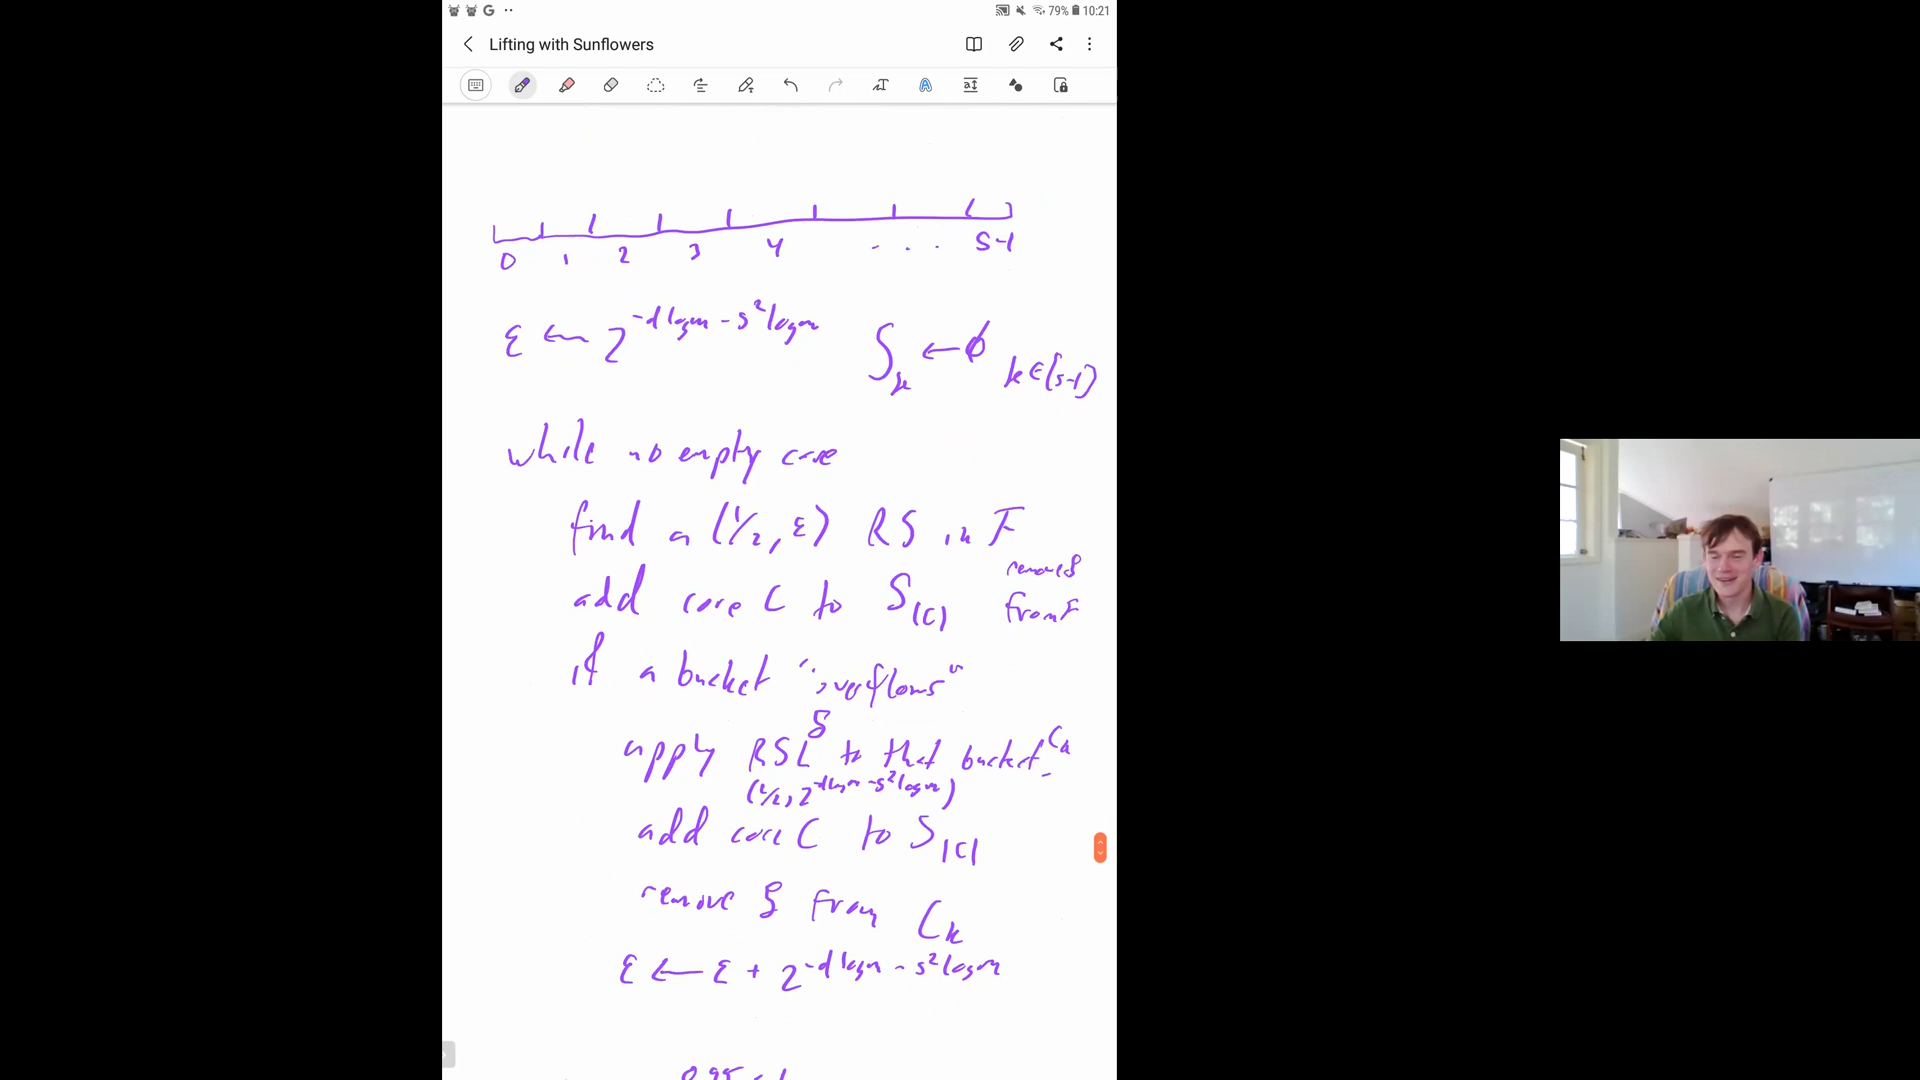 G 79% 10:21
Lifting with Sunflowers
0 1 2 3 4 . . . S-1
ε ← 2^{-d log m - s² log m} S_k ← ∅ k ∈ [s-1]
while no empty core
find a (1/2, ε) RS in F
remove S from F
add core C to S_{|C|}
if a bucket "overflows"
apply RSL to that bucket C_k
(1/2, 2^{-d log m - s² log m})
add core C to S_{|C|}
remove S from C_k
ε ← ε + 2^{-d log m - s² log m}